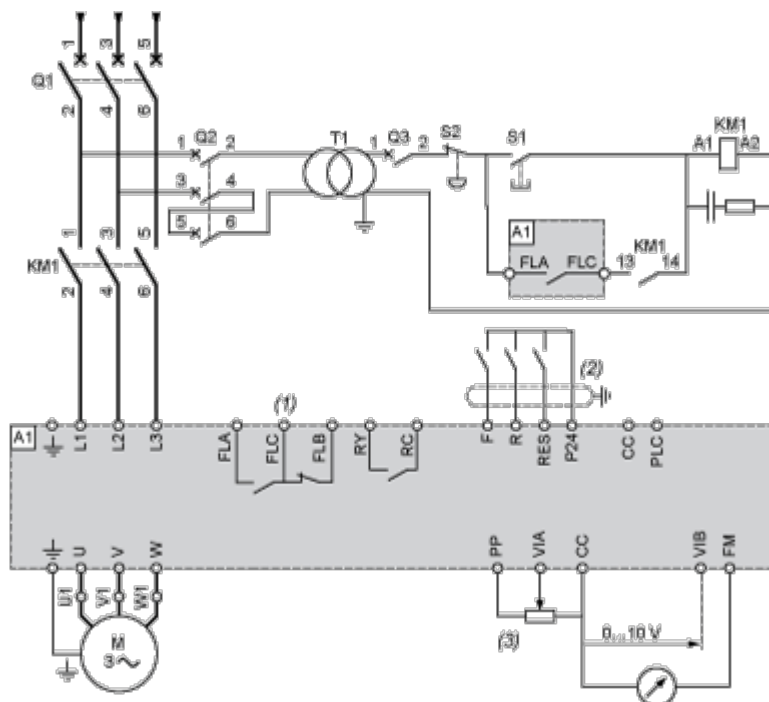 1 3 5
Q1
2 4 6
1 Q2 2 T1 1 Q3 S2 S1 A1 KM1 A2
3 4
5 6
A1
FLA FLC 13 KM1 14
1 3 5
KM1
2 4 6
(1) (2)
A1 L1 L2 L3 FLA FLC FLB RY RC F R RES P24 CC PLC
U V W PP VIA CC VIB FM
U1 V1 W1
M
3
(3)
0 10 V